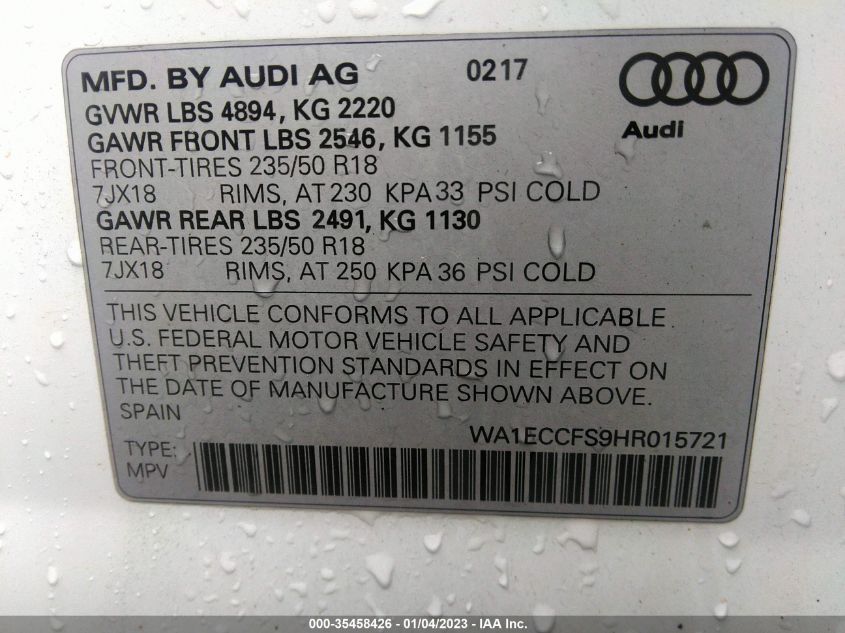 MFD. BY AUDI AG 0217
Audi
GVWR LBS 4894, KG 2220
GAWR FRONT LBS 2546, KG 1155
FRONT-TIRES 235/50 R18
7JX18 RIMS, AT 230 KPA 33 PSI COLD
GAWR REAR LBS 2491, KG 1130
REAR-TIRES 235/50 R18
7JX18 RIMS, AT 250 KPA 36 PSI COLD
THIS VEHICLE CONFORMS TO ALL APPLICABLE
U.S. FEDERAL MOTOR VEHICLE SAFETY AND
THEFT PREVENTION STANDARDS IN EFFECT ON
THE DATE OF MANUFACTURE SHOWN ABOVE.
SPAIN
WA1ECCFS9HR015721
TYPE:
MPV
000-35458426 - 01/04/2023 - IAA Inc.